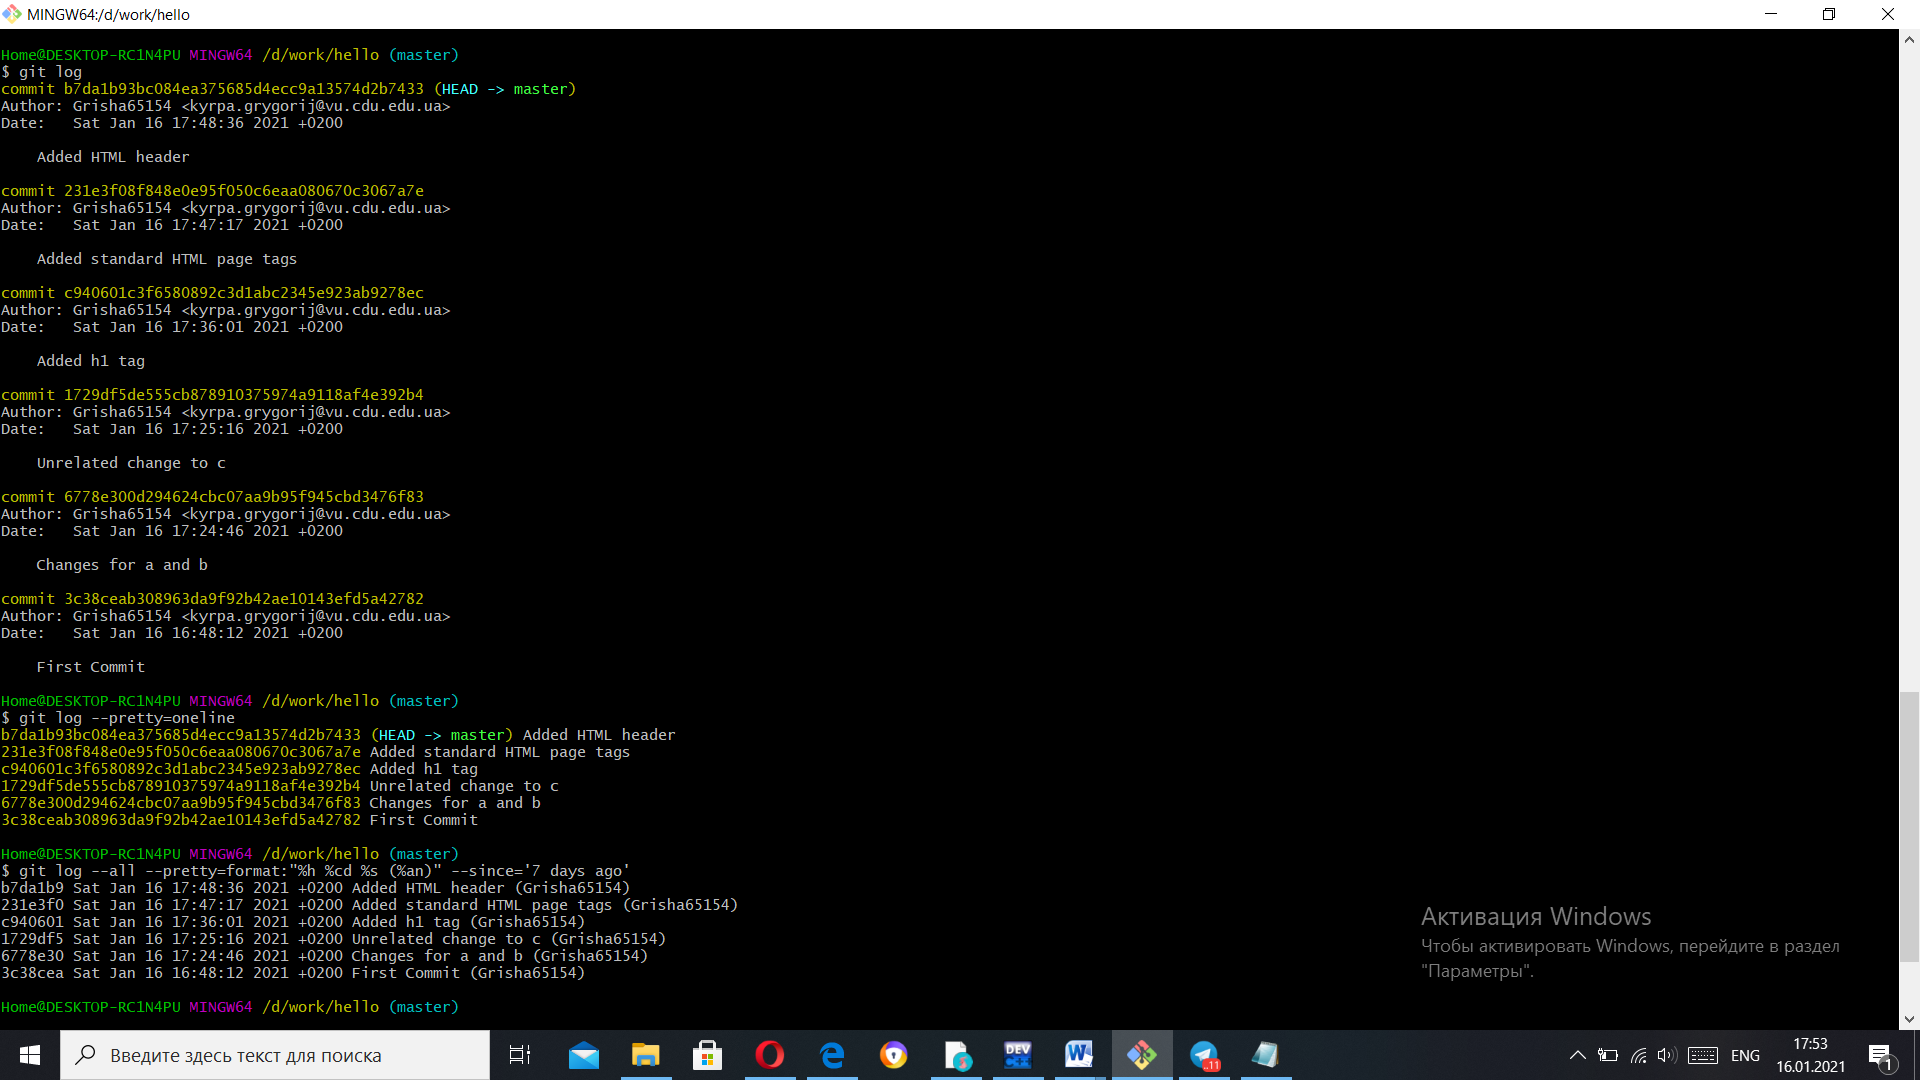 MINGW64:/d/work/hello
Home@DESKTOP-RC1N4PU MINGW64 /d/work/hello (master)
$ git log
commit b7da1b93bc084ea375685d4ecc9a13574d2b7433 (HEAD -> master)
Author: Grisha65154 <kyrpa.grygorij@vu.cdu.edu.ua>
Date:   Sat Jan 16 17:48:36 2021 +0200
    Added HTML header
commit 231e3f08f848e0e95f050c6eaa080670c3067a7e
Author: Grisha65154 <kyrpa.grygorij@vu.cdu.edu.ua>
Date:   Sat Jan 16 17:47:17 2021 +0200
    Added standard HTML page tags
commit c940601c3f6580892c3d1abc2345e923ab9278ec
Author: Grisha65154 <kyrpa.grygorij@vu.cdu.edu.ua>
Date:   Sat Jan 16 17:36:01 2021 +0200
    Added h1 tag
commit 1729df5de555cb878910375974a9118af4e392b4
Author: Grisha65154 <kyrpa.grygorij@vu.cdu.edu.ua>
Date:   Sat Jan 16 17:25:16 2021 +0200
    Unrelated change to c
commit 6778e300d294624cbc07aa9b95f945cbd3476f83
Author: Grisha65154 <kyrpa.grygorij@vu.cdu.edu.ua>
Date:   Sat Jan 16 17:24:46 2021 +0200
    Changes for a and b
commit 3c38ceab308963da9f92b42ae10143efd5a42782
Author: Grisha65154 <kyrpa.grygorij@vu.cdu.edu.ua>
Date:   Sat Jan 16 16:48:12 2021 +0200
    First Commit
Home@DESKTOP-RC1N4PU MINGW64 /d/work/hello (master)
$ git log --pretty=oneline
b7da1b93bc084ea375685d4ecc9a13574d2b7433 (HEAD -> master) Added HTML header
231e3f08f848e0e95f050c6eaa080670c3067a7e Added standard HTML page tags
c940601c3f6580892c3d1abc2345e923ab9278ec Added h1 tag
1729df5de555cb878910375974a9118af4e392b4 Unrelated change to c
6778e300d294624cbc07aa9b95f945cbd3476f83 Changes for a and b
3c38ceab308963da9f92b42ae10143efd5a42782 First Commit
Home@DESKTOP-RC1N4PU MINGW64 /d/work/hello (master)
$ git log --all --pretty=format:"%h %cd %s (%an)" --since='7 days ago'
b7da1b9 Sat Jan 16 17:48:36 2021 +0200 Added HTML header (Grisha65154)
231e3f0 Sat Jan 16 17:47:17 2021 +0200 Added standard HTML page tags (Grisha65154)
c940601 Sat Jan 16 17:36:01 2021 +0200 Added h1 tag (Grisha65154)
1729df5 Sat Jan 16 17:25:16 2021 +0200 Unrelated change to c (Grisha65154)
6778e30 Sat Jan 16 17:24:46 2021 +0200 Changes for a and b (Grisha65154)
3c38cea Sat Jan 16 16:48:12 2021 +0200 First Commit (Grisha65154)
Home@DESKTOP-RC1N4PU MINGW64 /d/work/hello (master)
Активация Windows
Чтобы активировать Windows, перейдите в раздел
"Параметры".
Введите здесь текст для поиска
DEV
C++
W
..11
ENG
17:53
16.01.2021
1